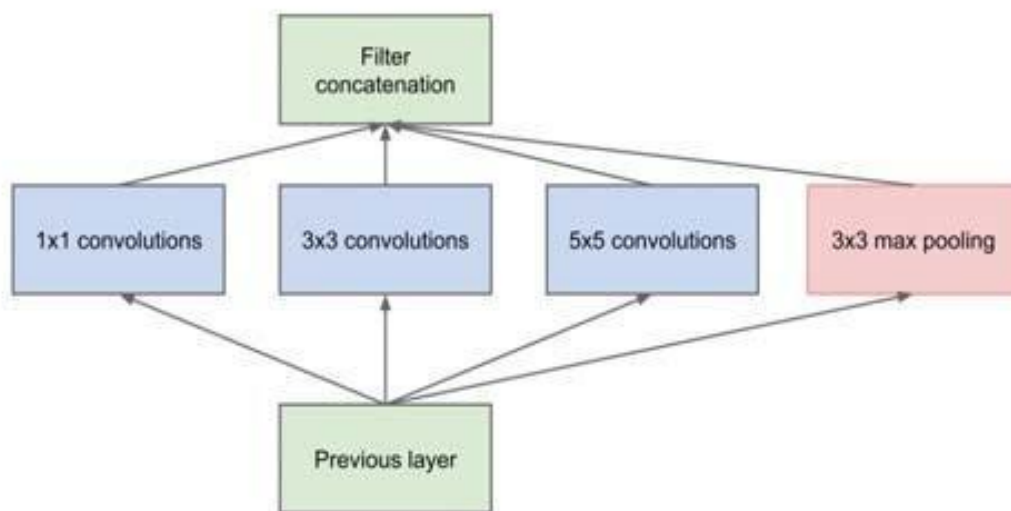 Filter
concatenation
1x1 convolutions
3x3 convolutions
5x5 convolutions
3x3 max pooling
Previous layer